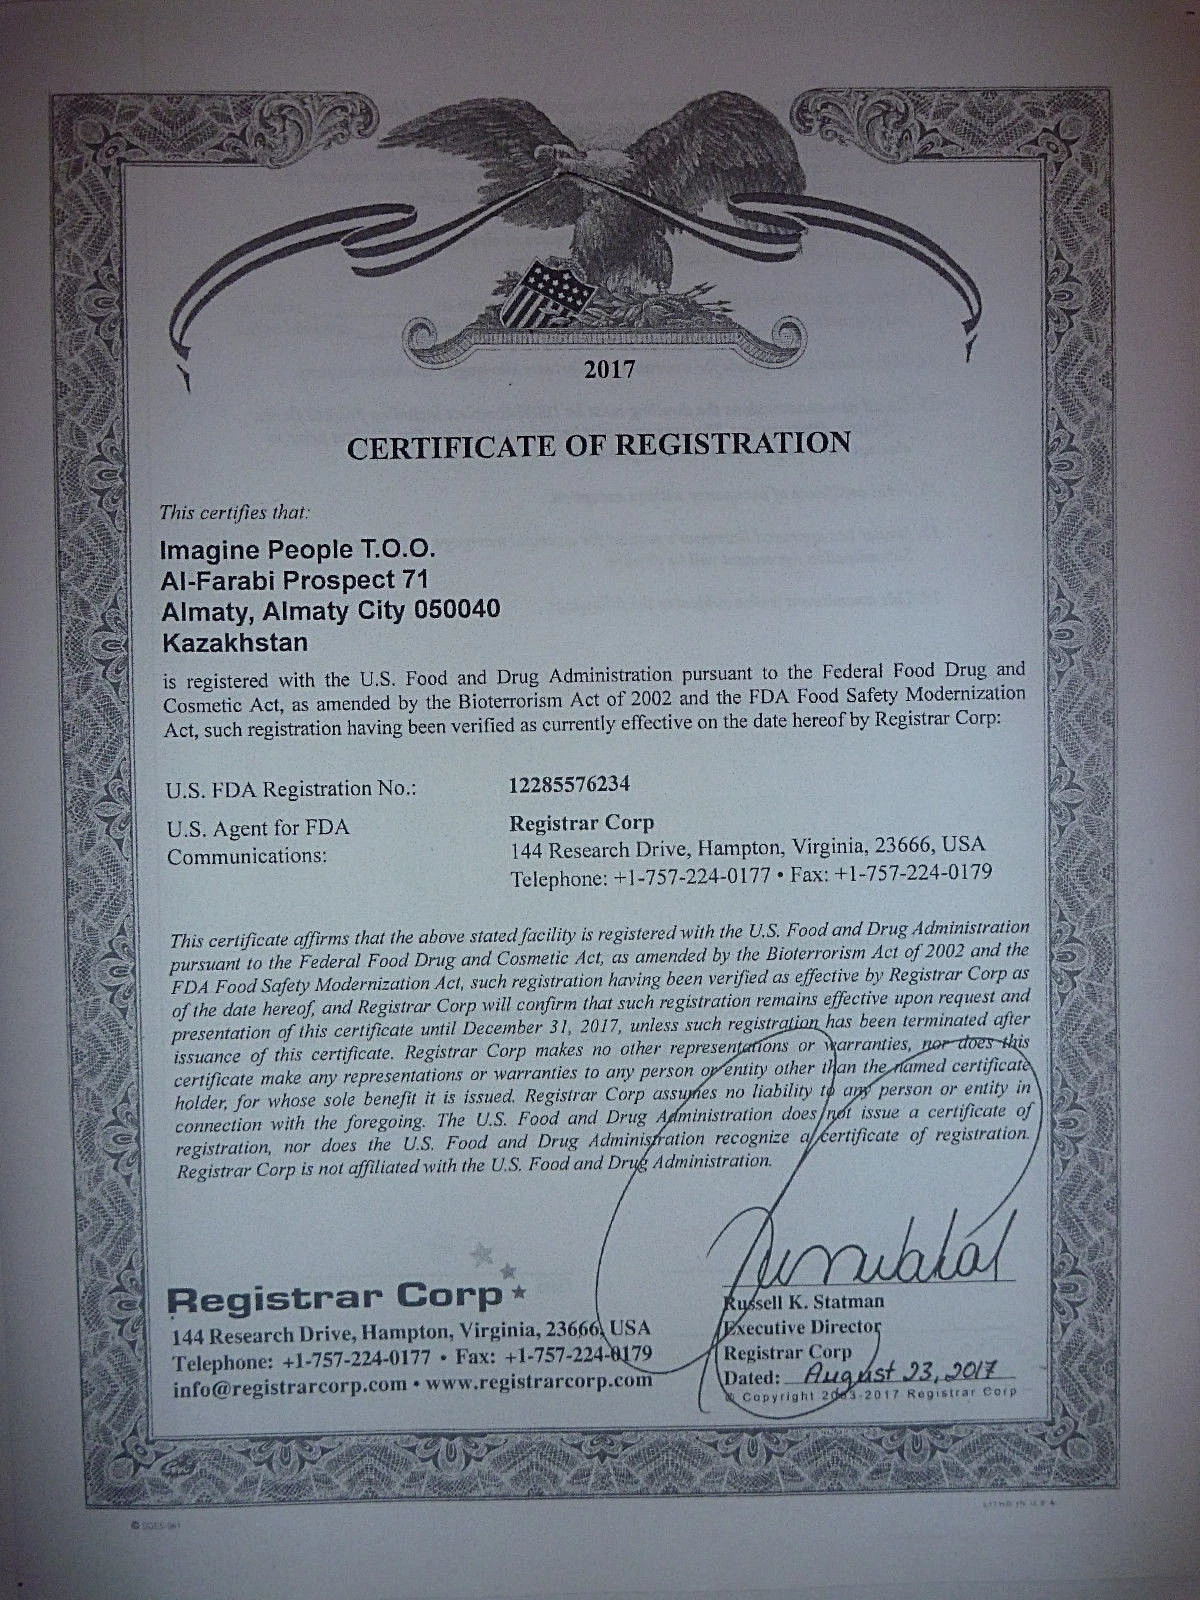 2017
CERTIFICATE OF REGISTRATION
This certifies that:
Imagine People T.O.O.
Al-Farabi Prospect 71
Almaty, Almaty City 050040
Kazakhstan
is registered with the U.S. Food and Drug Administration pursuant to the Federal Food Drug and
Cosmetic Act, as amended by the Bioterrorism Act of 2002 and the FDA Food Safety Modernization
Act, such registration having been verified as currently effective on the date hereof by Registrar Corp:
U.S. FDA Registration No.: 12285576234
U.S. Agent for FDA Registrar Corp
Communications: 144 Research Drive, Hampton, Virginia, 23666, USA
Telephone: +1-757-224-0177 • Fax: +1-757-224-0179
This certificate affirms that the above stated facility is registered with the U.S. Food and Drug Administration
pursuant to the Federal Food Drug and Cosmetic Act, as amended by the Bioterrorism Act of 2002 and the
FDA Food Safety Modernization Act, such registration having been verified as effective by Registrar Corp as
of the date hereof, and Registrar Corp will confirm that such registration remains effective upon request and
presentation of this certificate until December 31, 2017, unless such registration has been terminated after
issuance of this certificate. Registrar Corp makes no other representations or warranties, nor does this
certificate make any representations or warranties to any person or entity other than the named certificate
holder, for whose sole benefit it is issued. Registrar Corp assumes no liability to any person or entity in
connection with the foregoing. The U.S. Food and Drug Administration does not issue a certificate of
registration, nor does the U.S. Food and Drug Administration recognize a certificate of registration.
Registrar Corp is not affiliated with the U.S. Food and Drug Administration.
Registrar Corp
144 Research Drive, Hampton, Virginia, 23666, USA
Telephone: +1-757-224-0177 • Fax: +1-757-224-0179
info@registrarcorp.com • www.registrarcorp.com
Russell K. Statman
Executive Director
Registrar Corp
Dated: August 23, 2017
© Copyright 2003-2017 Registrar Corp
LITHO IN U.S.A.